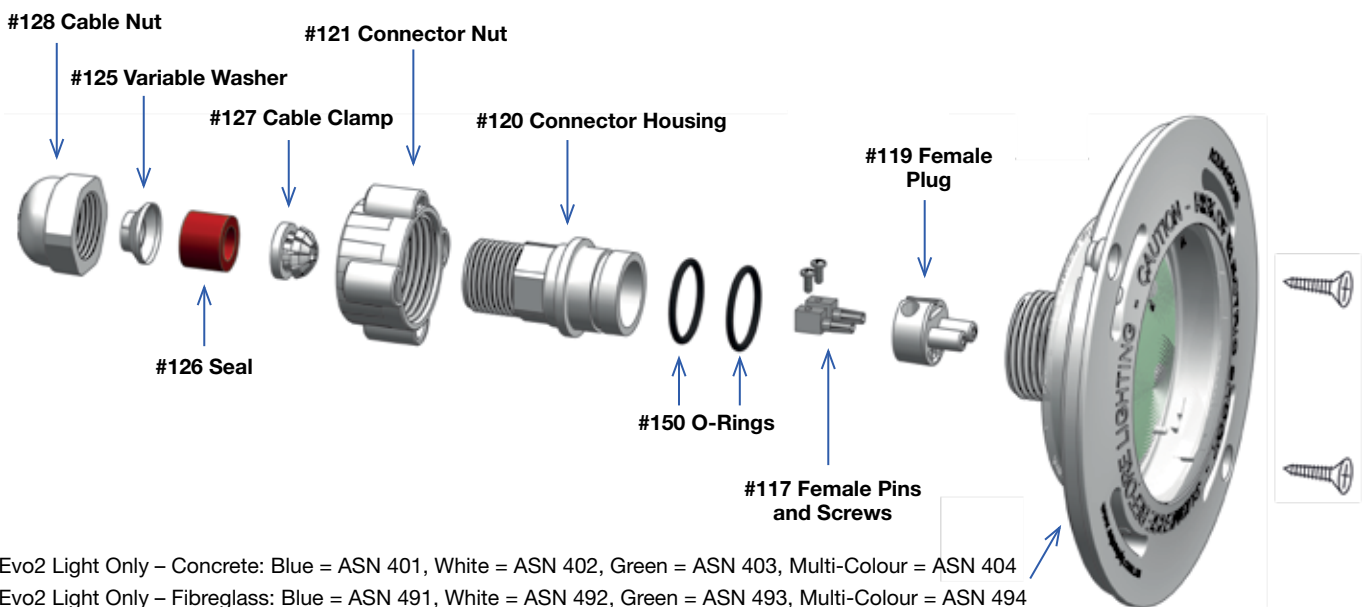 #128 Cable Nut
#121 Connector Nut
#125 Variable Washer
#127 Cable Clamp
#120 Connector Housing
#119 Female
Plug
#126 Seal
#150 O-Rings
#117 Female Pins
and Screws
CAUTION -
BEFORE LIGHTING
Evo2 Light Only – Concrete: Blue = ASN 401, White = ASN 402, Green = ASN 403, Multi-Colour = ASN 404
Evo2 Light Only – Fibreglass: Blue = ASN 491, White = ASN 492, Green = ASN 493, Multi-Colour = ASN 494